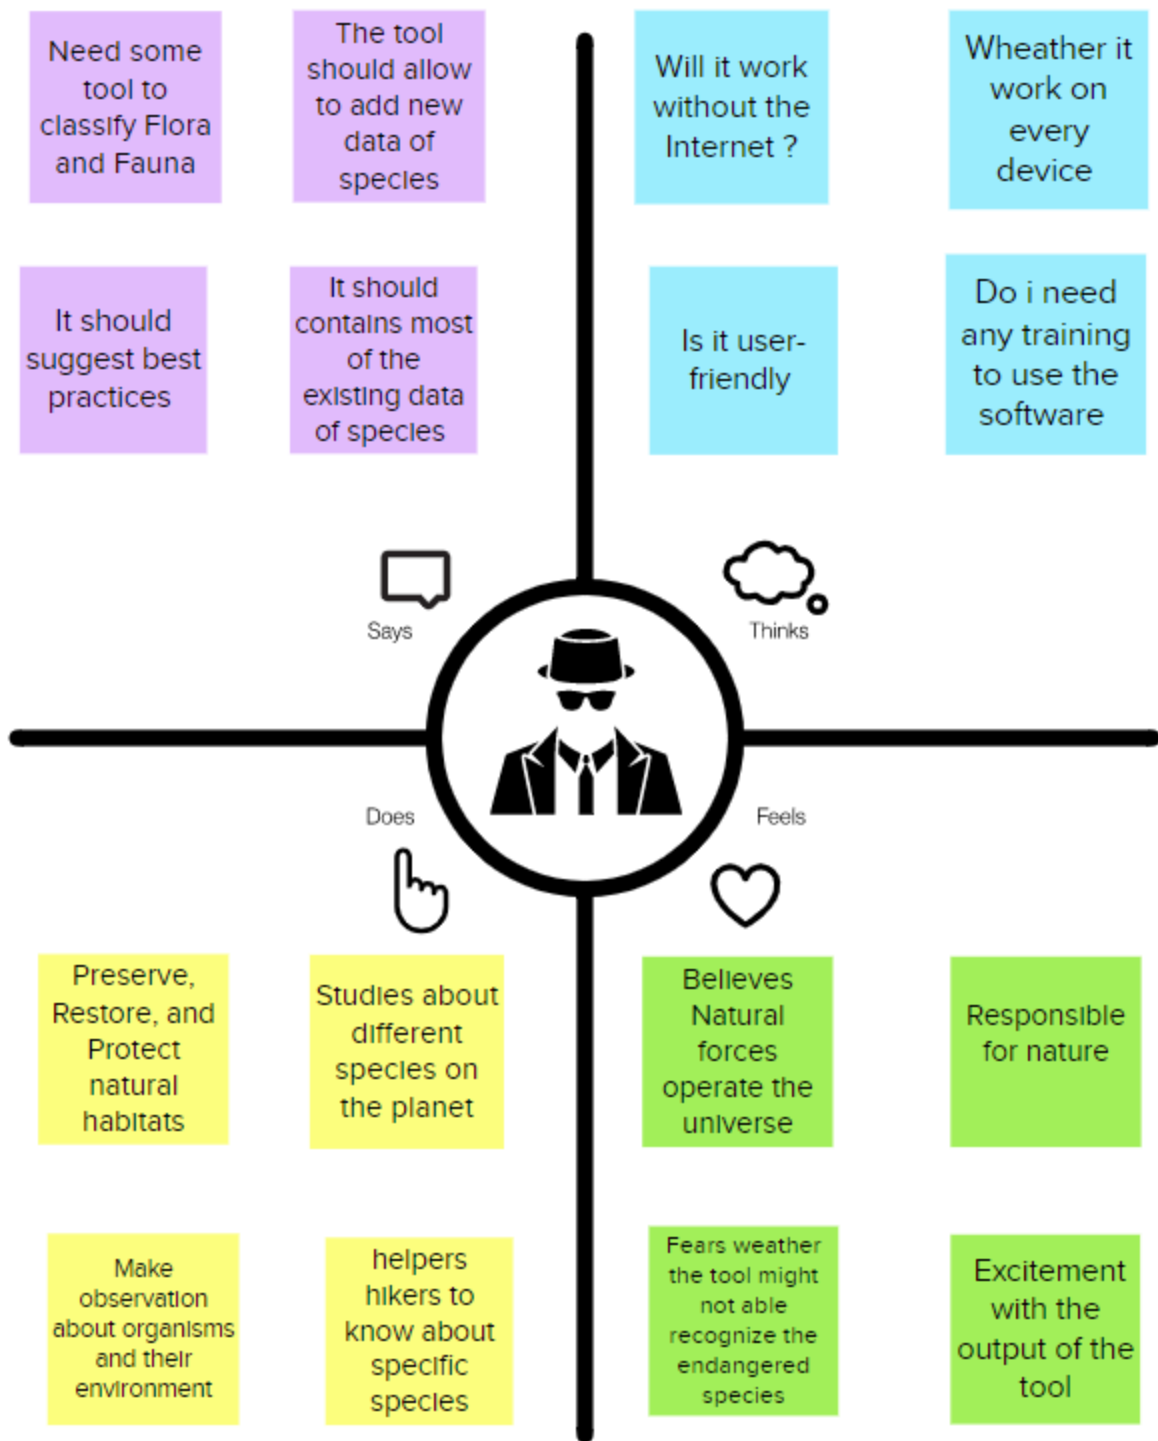 Need some
tool to
classify Flora
and Fauna
The tool
should allow
to add new
data of
species
Will it work
without the
Internet ?
Wheather it
work on
every
device
It should
suggest best
practices
It should
contains most
of the
existing data
of species
Is it user-
friendly
Do i need
any training
to use the
software
Says
Thinks
Does
Feels
Preserve,
Restore, and
Protect
natural
habitats
Studies about
different
species on
the planet
Believes
Natural
forces
operate the
universe
Responsible
for nature
Make
observation
about organisms
and their
environment
helpers
hikers to
know about
specific
species
Fears weather
the tool might
not able
recognize the
endangered
species
Excitement
with the
output of the
tool